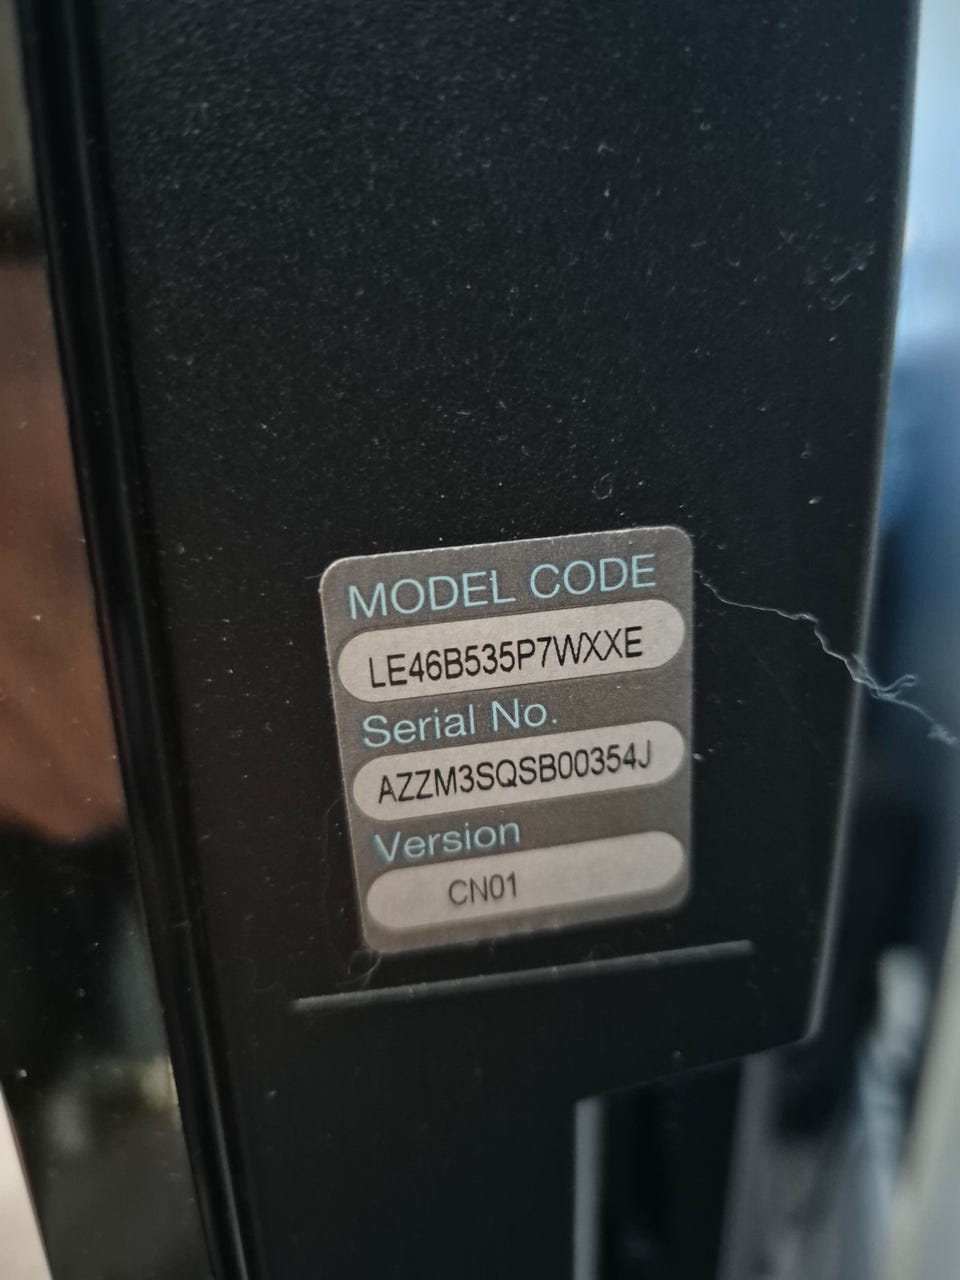 MODEL CODE
LE46B535P7WXXE
Serial No.
AZZM3SQSB00354J
Version
CN01